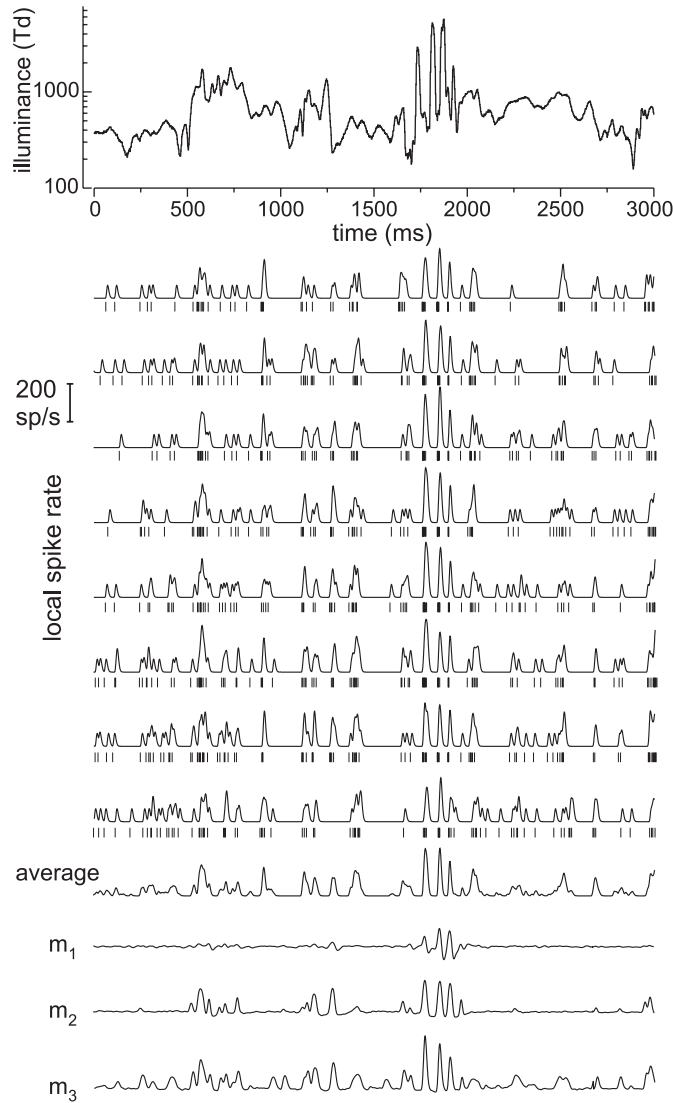 illuminance (Td)
1000
100
0 500 1000 1500 2000 2500 3000
time (ms)
200
sp/s
local spike rate
average
m1
m2
m3